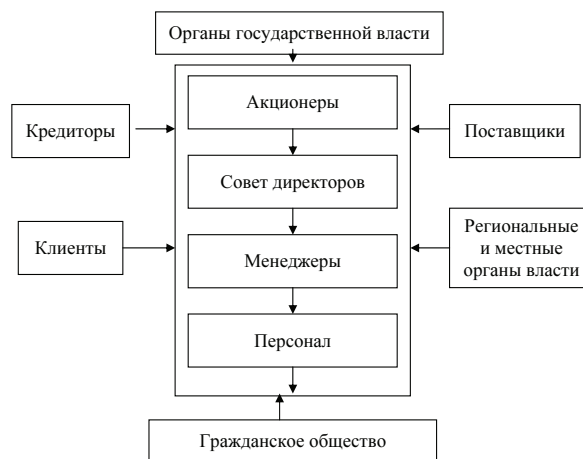 Органы государственной власти
Акционеры
Кредиторы
Поставщики
Совет директоров
Клиенты
Менеджеры
Региональные
и местные
органы власти
Персонал
Гражданское общество